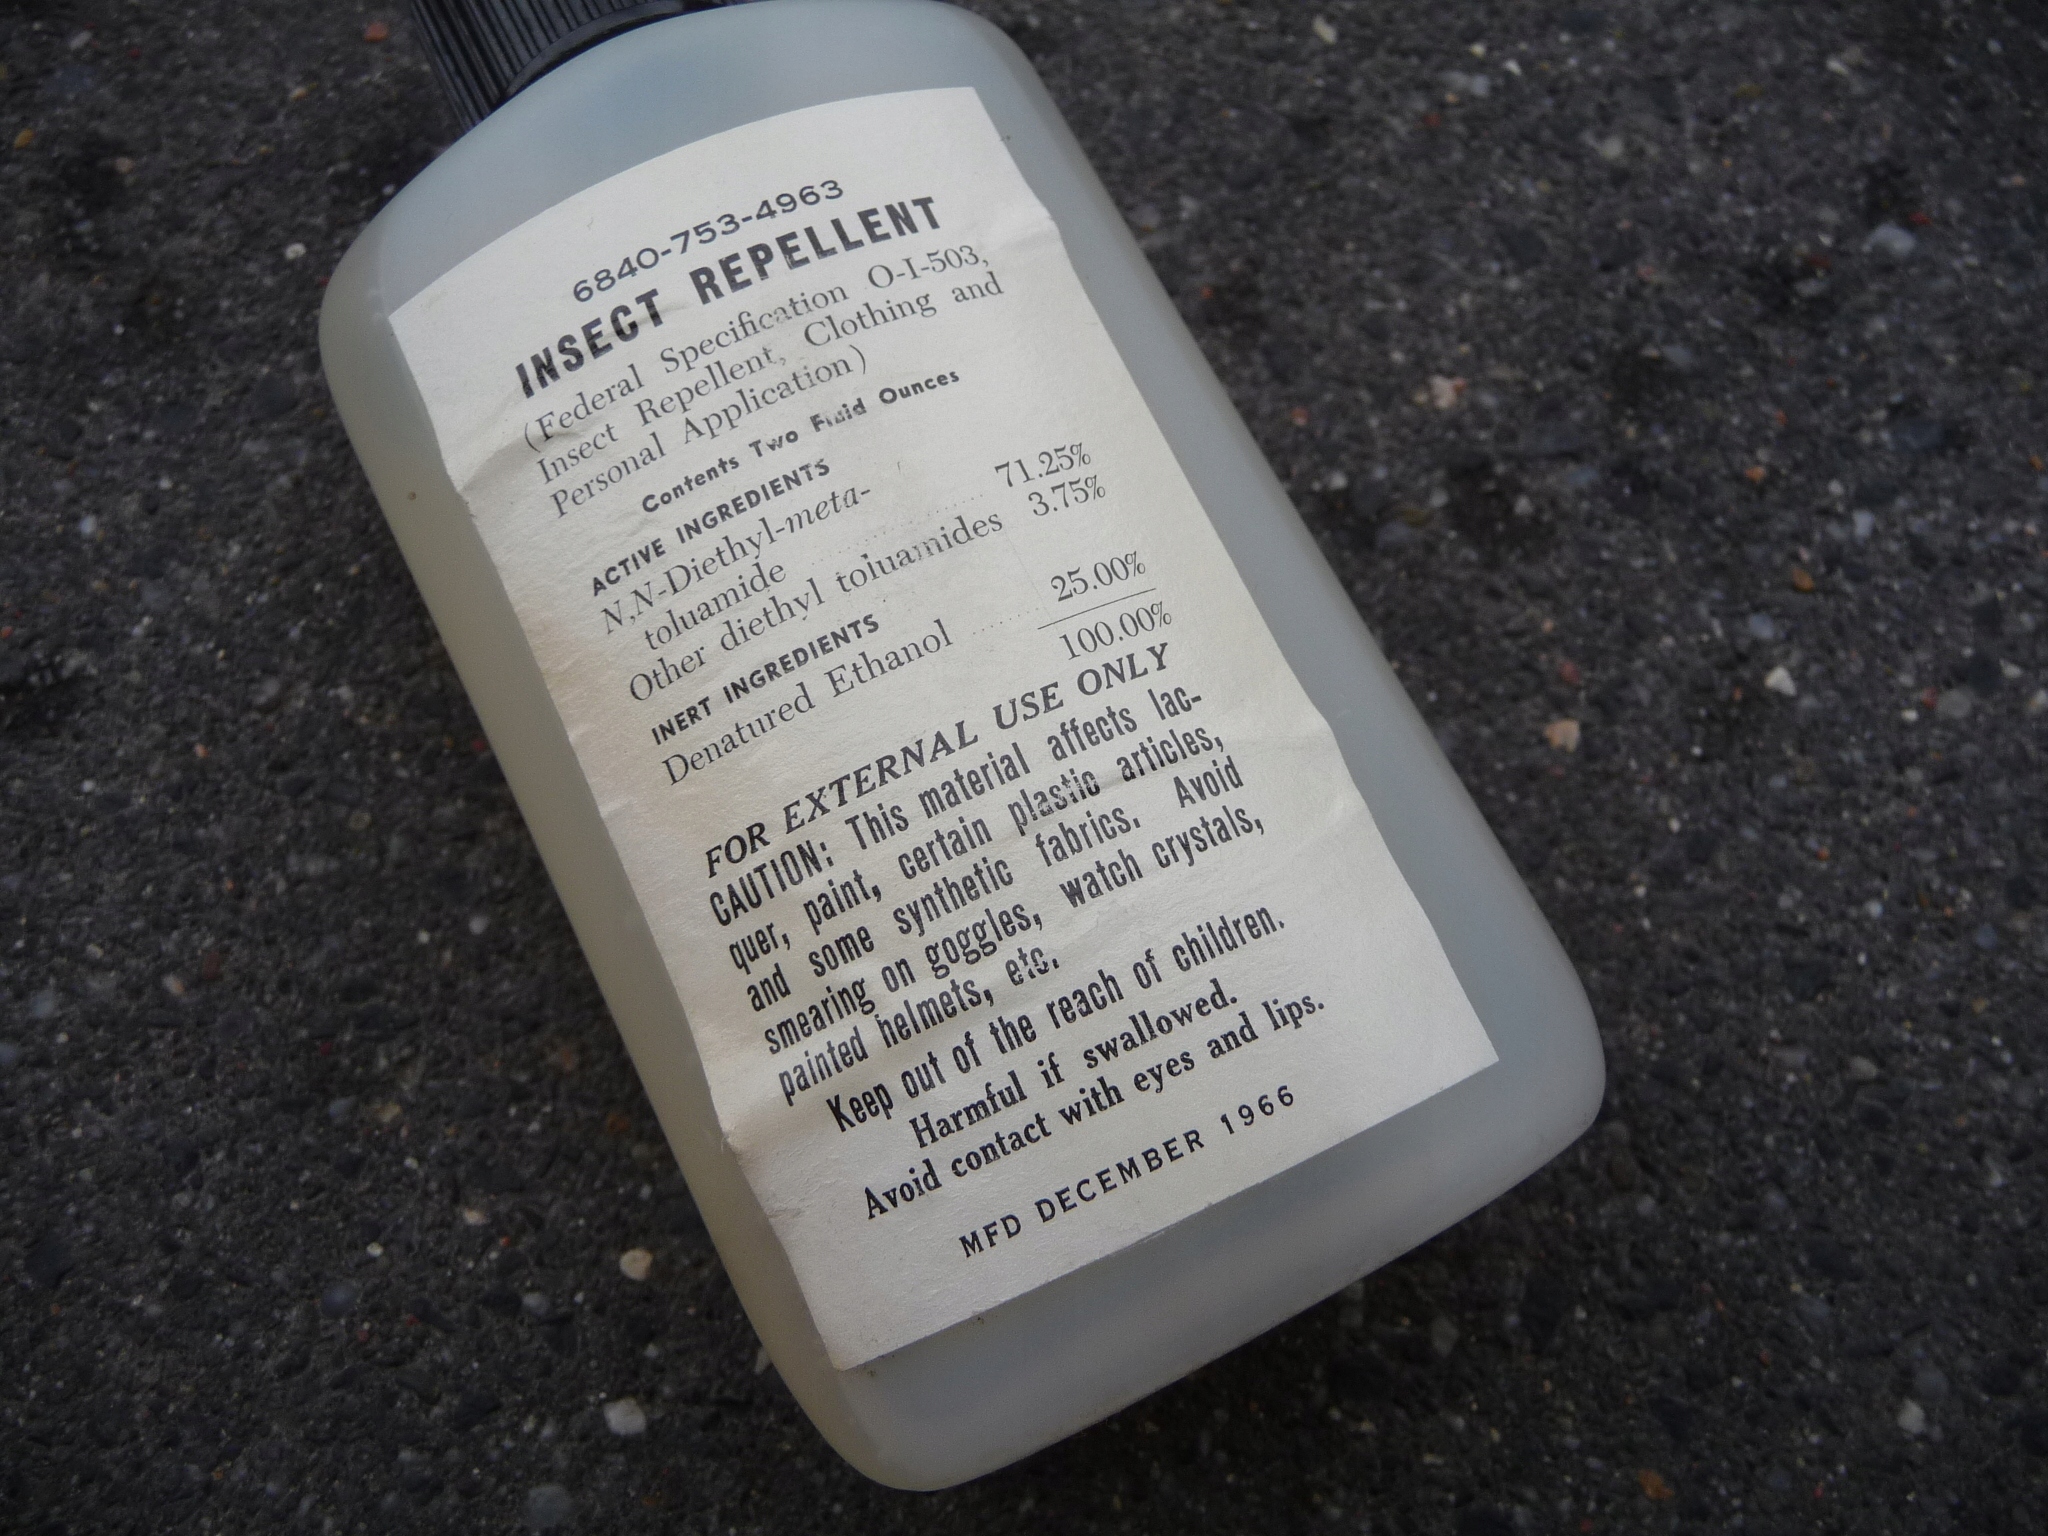 6840-753-4963
INSECT REPELLENT
(Federal Specification O-I-503,
Insect Repellent, Clothing and
Personal Application)
Contents Two Fluid Ounces
ACTIVE INGREDIENTS
N,N-Diethyl-meta-
toluamide ........ 71.25%
Other diethyl toluamides 3.75%
INERT INGREDIENTS
Denatured Ethanol ...... 25.00%
100.00%
FOR EXTERNAL USE ONLY
CAUTION: This material affects lac-
quer, paint, certain plastic articles,
and some synthetic fabrics. Avoid
smearing on goggles, watch crystals,
painted helmets, etc.
Keep out of the reach of children.
Harmful if swallowed.
Avoid contact with eyes and lips.
MFD DECEMBER 1966